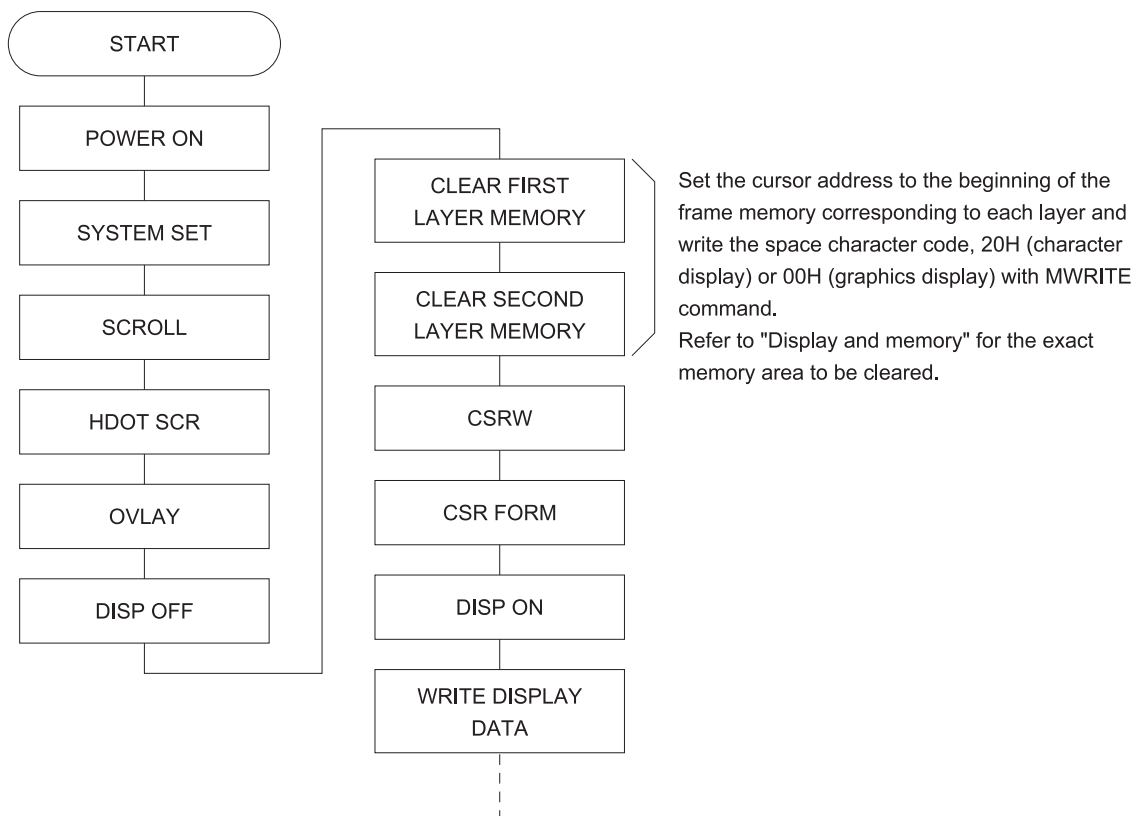 START
POWER ON
SYSTEM SET
SCROLL
HDOT SCR
OVLAY
DISP OFF
CLEAR FIRST
LAYER MEMORY
CLEAR SECOND
LAYER MEMORY
CSRW
CSR FORM
DISP ON
WRITE DISPLAY
DATA
Set the cursor address to the beginning of the
frame memory corresponding to each layer and
write the space character code, 20H (character
display) or 00H (graphics display) with MWRITE
command.
Refer to "Display and memory" for the exact
memory area to be cleared.